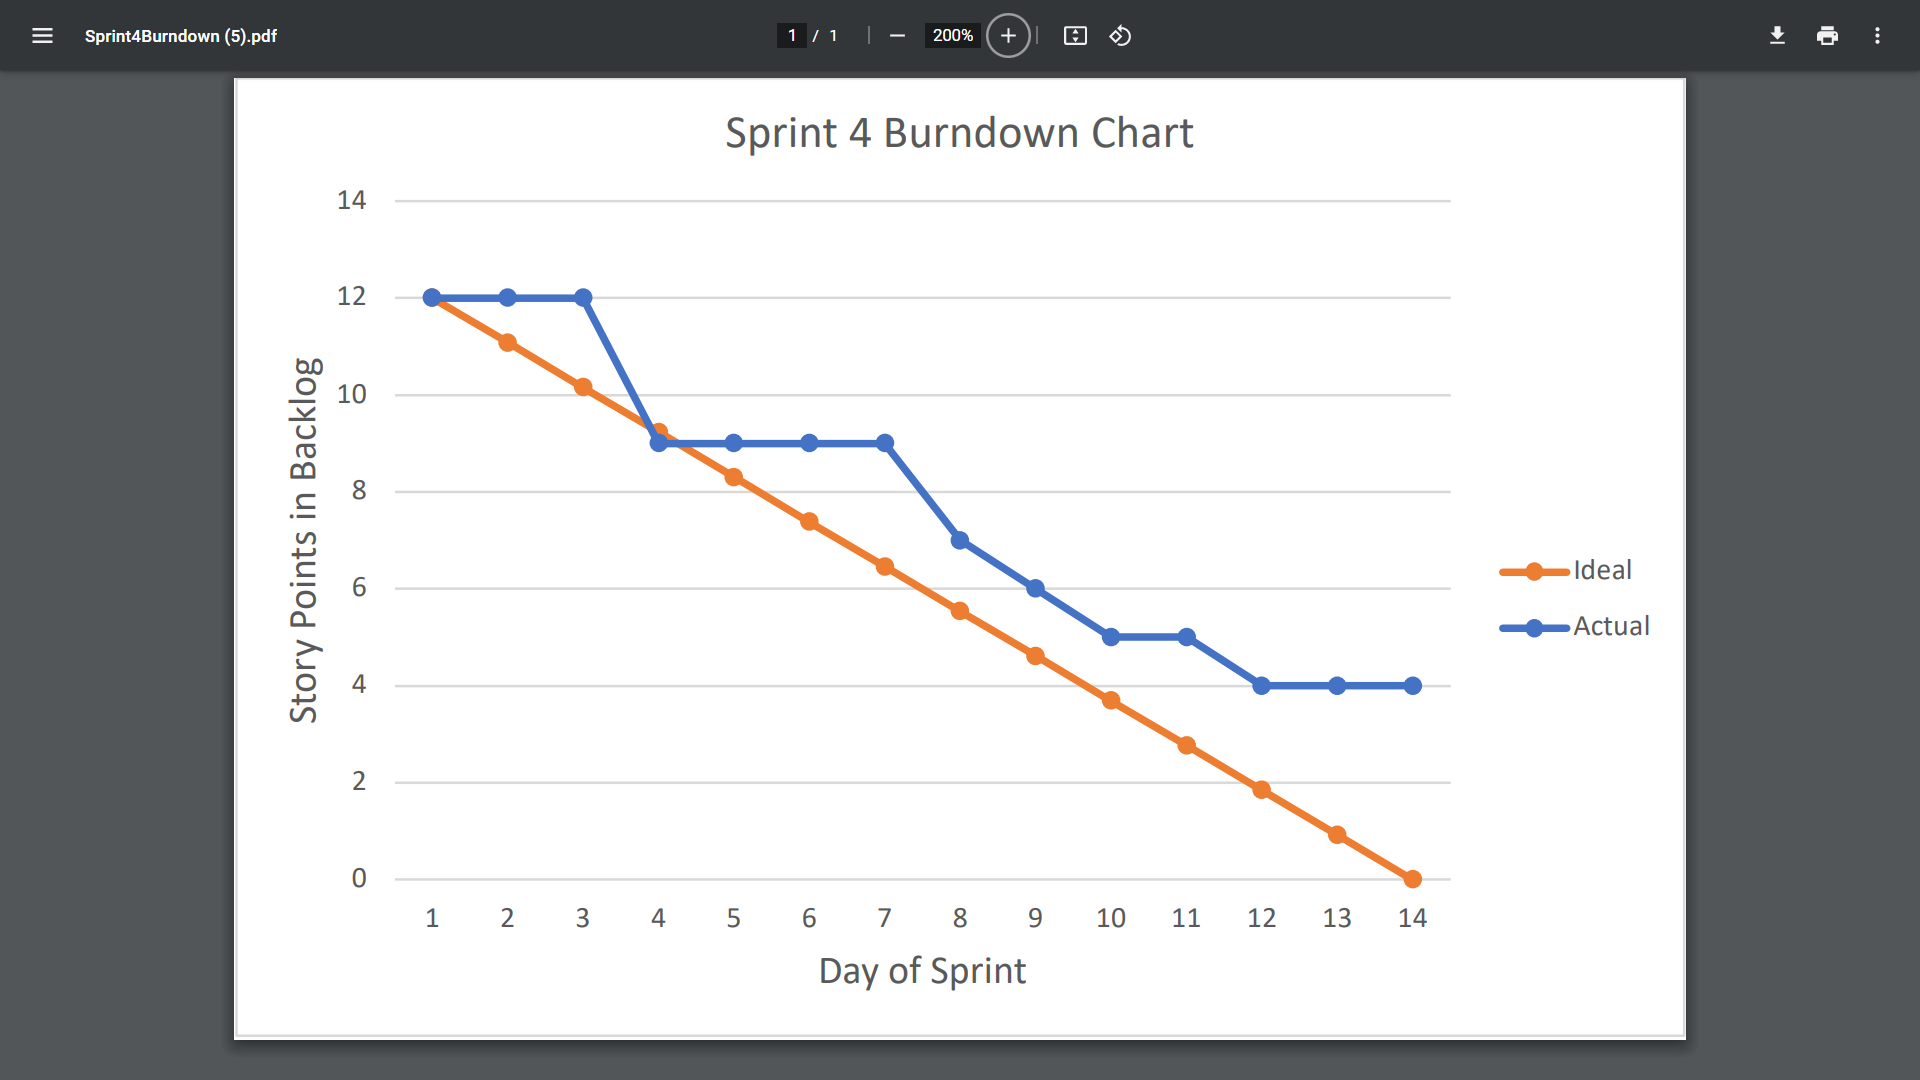 Sprint4Burndown (5).pdf
1 / 1
200%
Sprint 4 Burndown Chart
14
12
10
8
6
4
2
0
Story Points in Backlog
Ideal
Actual
1 2 3 4 5 6 7 8 9 10 11 12 13 14
Day of Sprint